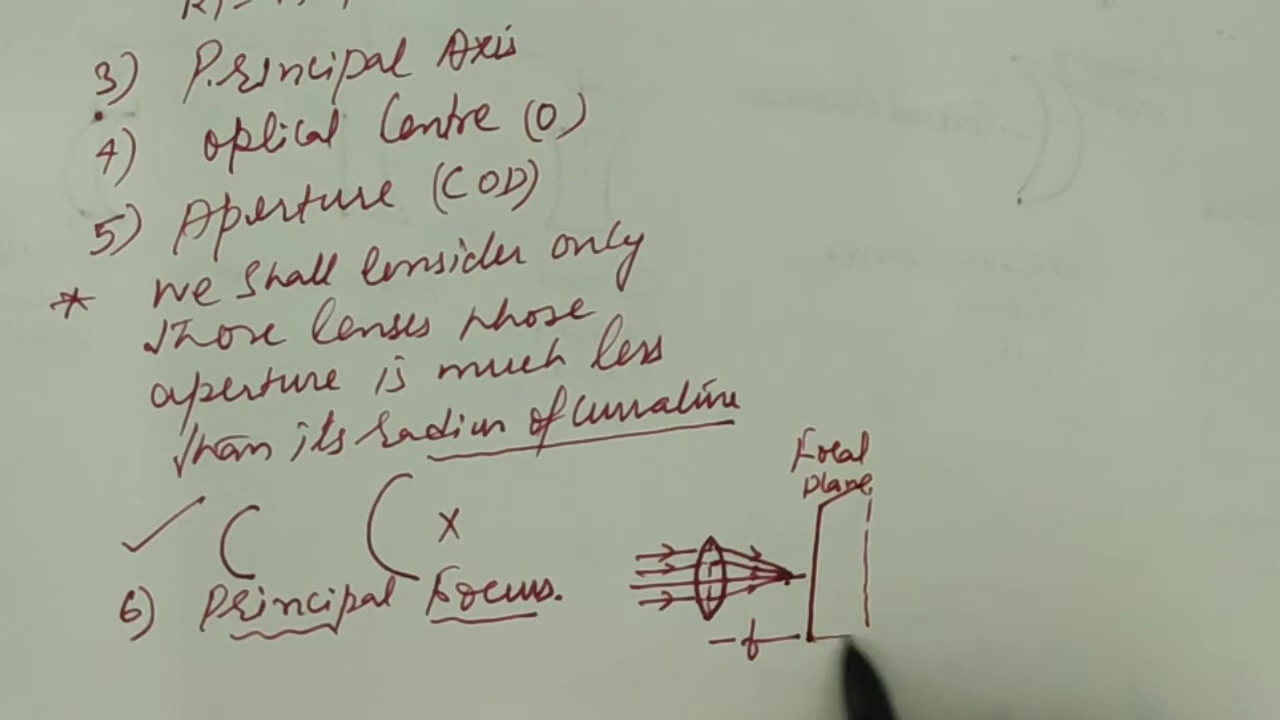 3) Principal Axis
4) optical Centre (O)
5) Aperture (COD)
* we shall consider only
those lenses whose
aperture is much less
than its radius of curvature
✓ X
6) Principal Focus.
Focal
plane
f